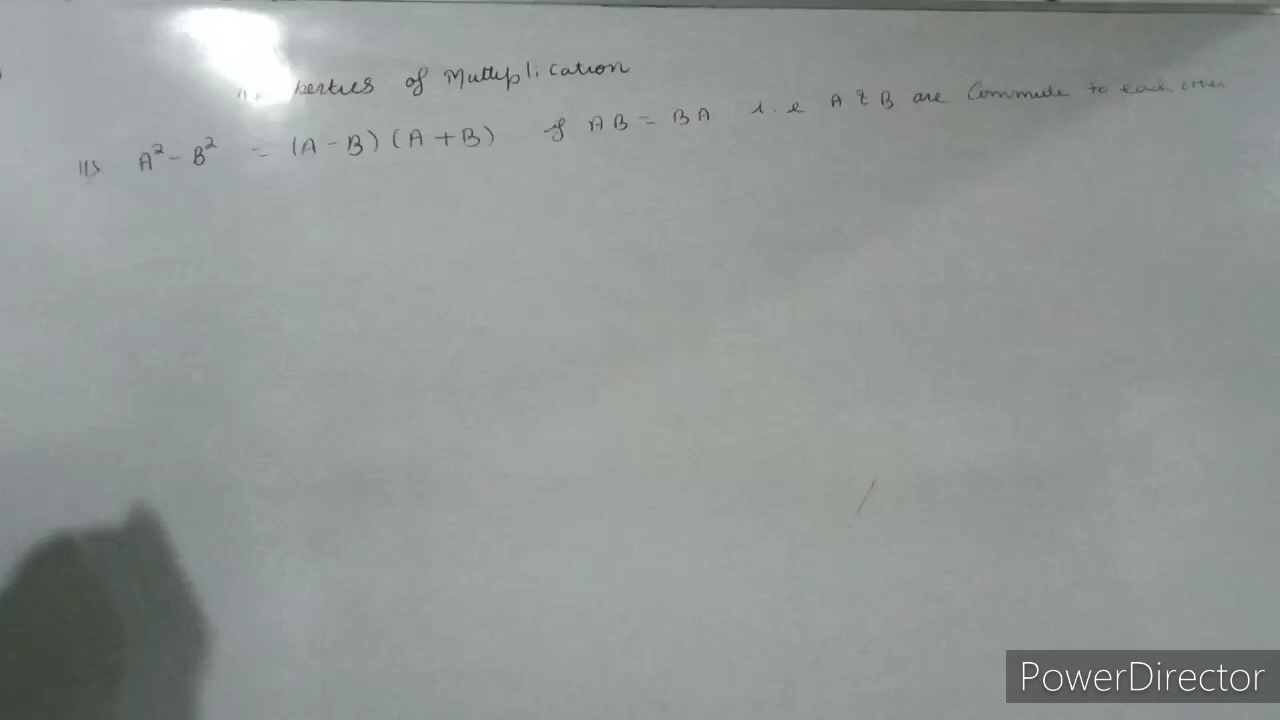 perties of Multiplication
III> A² - B² = (A - B) (A + B) if AB = BA i.e A & B are Commute to each other
PowerDirector